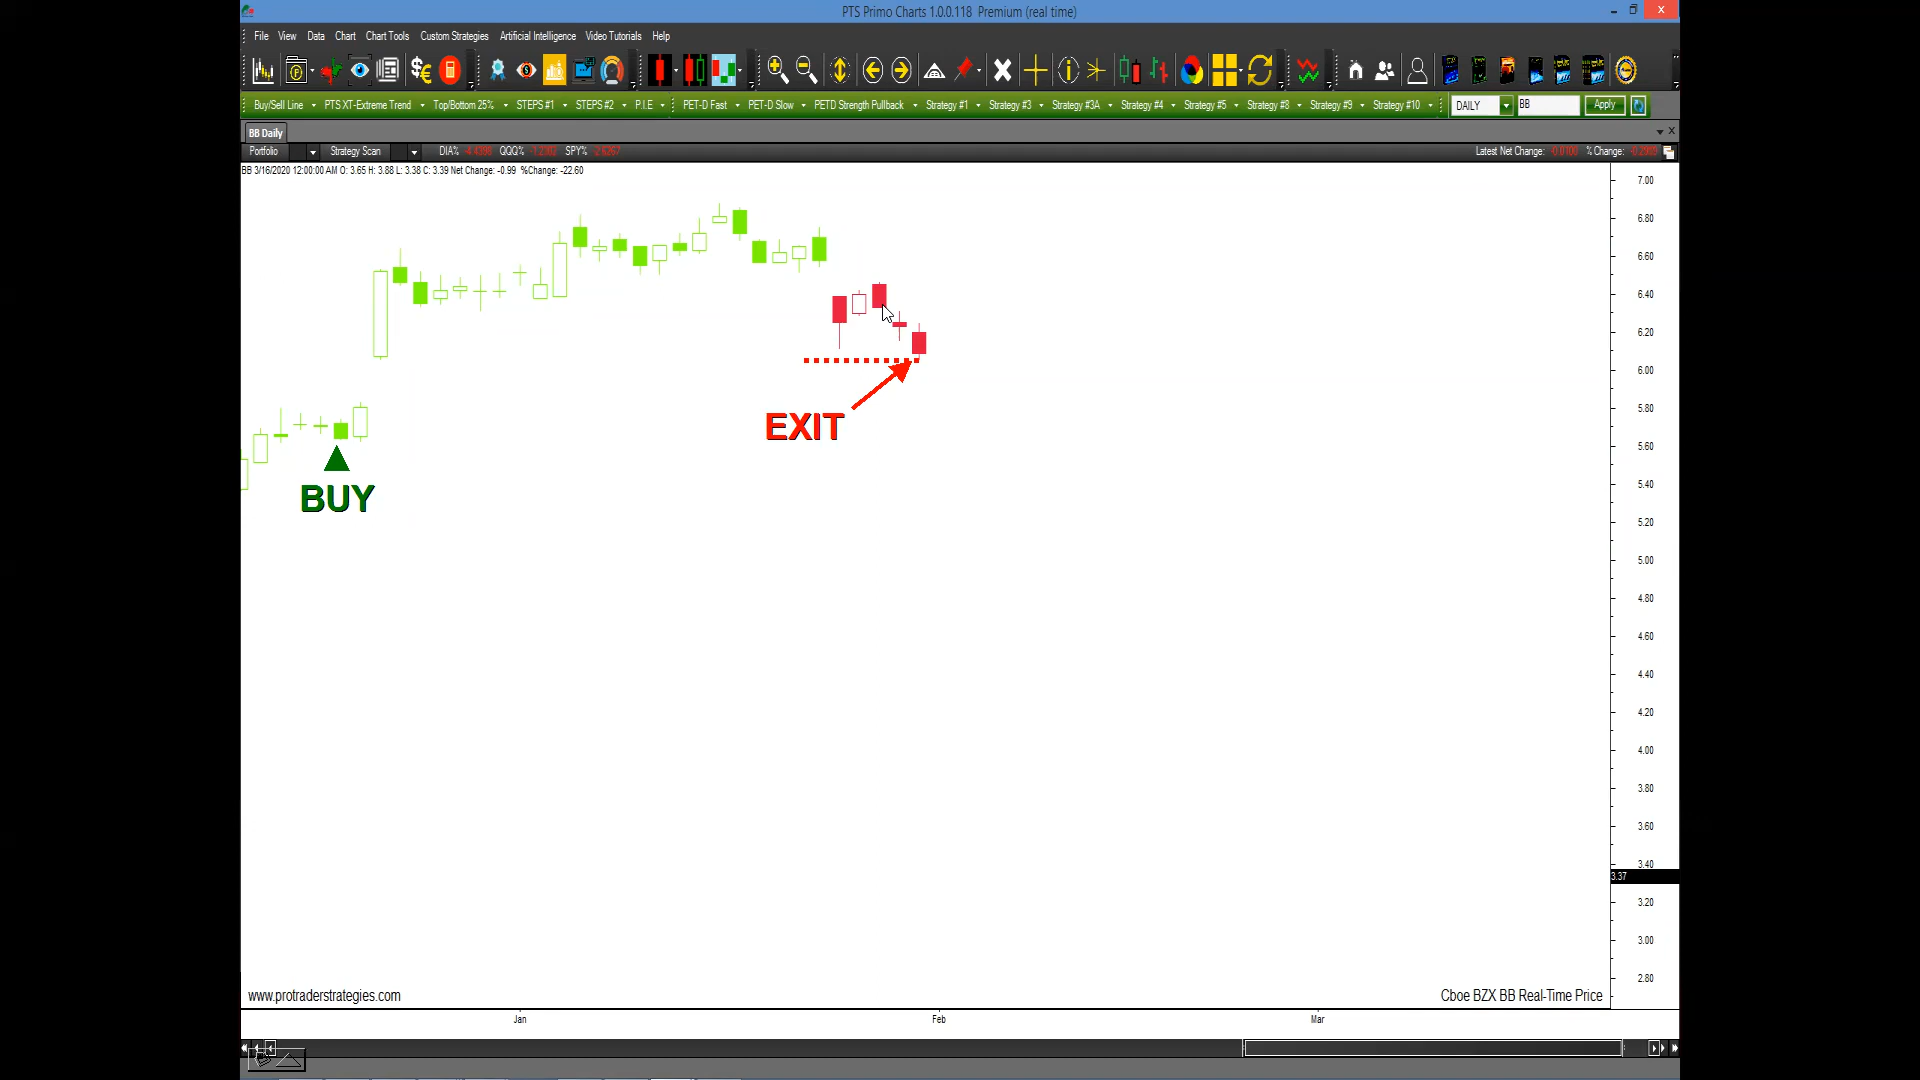 PTS Primo Charts 1.0.0.118 Premium (real time)
File View Data Chart Chart Tools Custom Strategies Artificial Intelligence Video Tutorials Help
Buy/Sell Line PTS XT-Extreme Trend Top/Bottom 25% STEPS #1 STEPS #2 P.I.E PET-D Fast PET-D Slow PETD Strength Pullback Strategy #1 Strategy #3 Strategy #3A Strategy #4 Strategy #5 Strategy #8 Strategy #9 Strategy #10 DAILY BB Apply
BB Daily
Portfolio Strategy Scan DIA% QQQ% SPY% Latest Net Change: % Change:
BB 3/16/2020 12:00:00 AM O: 3.65 H: 3.88 L: 3.38 C: 3.39 Net Change: -0.99 %Change: -22.60
7.00
6.80
6.60
6.40
6.20
6.00
5.80
5.60
5.40
5.20
5.00
4.80
4.60
4.40
4.20
4.00
3.80
3.60
3.40
3.37
3.20
3.00
2.80
EXIT
BUY
www.protraderstrategies.com
Cboe BZX BB Real-Time Price
Jan Feb Mar